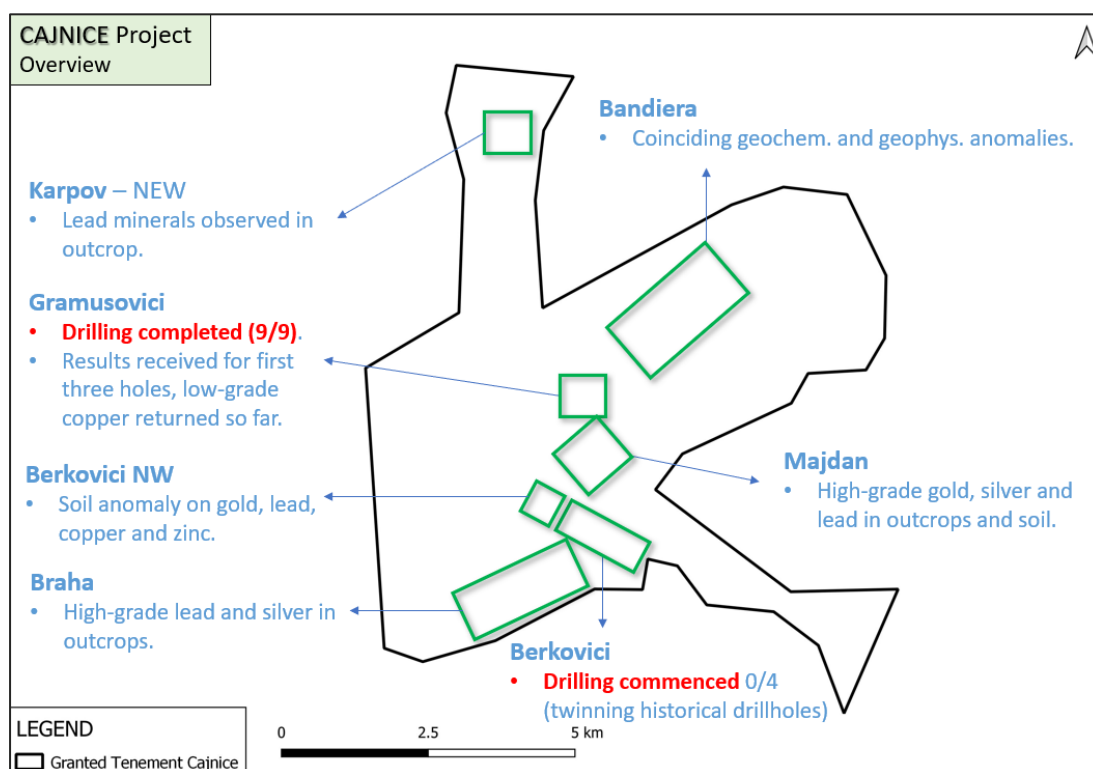 CAJNICE Project
Overview
Bandiera
• Coinciding geochem. and geophys. anomalies.
Karpov – NEW
• Lead minerals observed in
outcrop.
Gramusovici
• Drilling completed (9/9).
• Results received for first
three holes, low-grade
copper returned so far.
Berkovici NW
• Soil anomaly on gold, lead,
copper and zinc.
Majdan
• High-grade gold, silver and
lead in outcrops and soil.
Braha
• High-grade lead and silver in
outcrops.
Berkovici
• Drilling commenced 0/4
(twinning historical drillholes)
LEGEND
Granted Tenement Cajnice
0 2.5 5 km